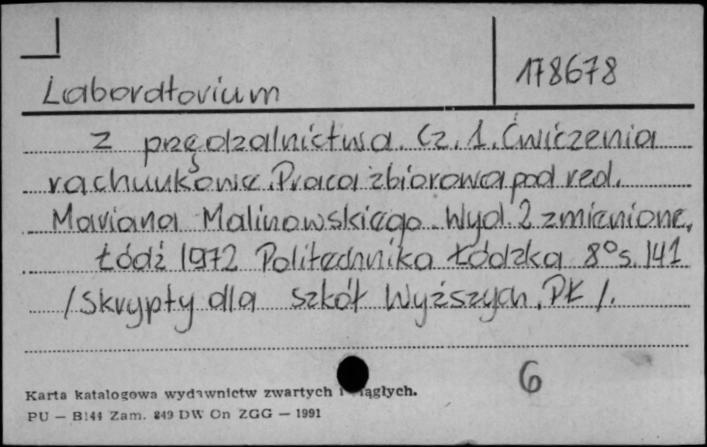 178678
Laboratorium
z przędzalnictwa. Cz. 1. Ćwiczenia
rachunkowe. Praca zbiorowa pod red.
Mariana Malinowskiego. Wyd. 2 zmienione.
Łódź 1972 Politechnika Łódzka 8° s. 141
/Skrypty dla szkół Wyższych. PŁ/.
6
Karta katalogowa wydawnictw zwartych i ciągłych.
PU — B144 Zam. 849 DWOn ZGG — 1991